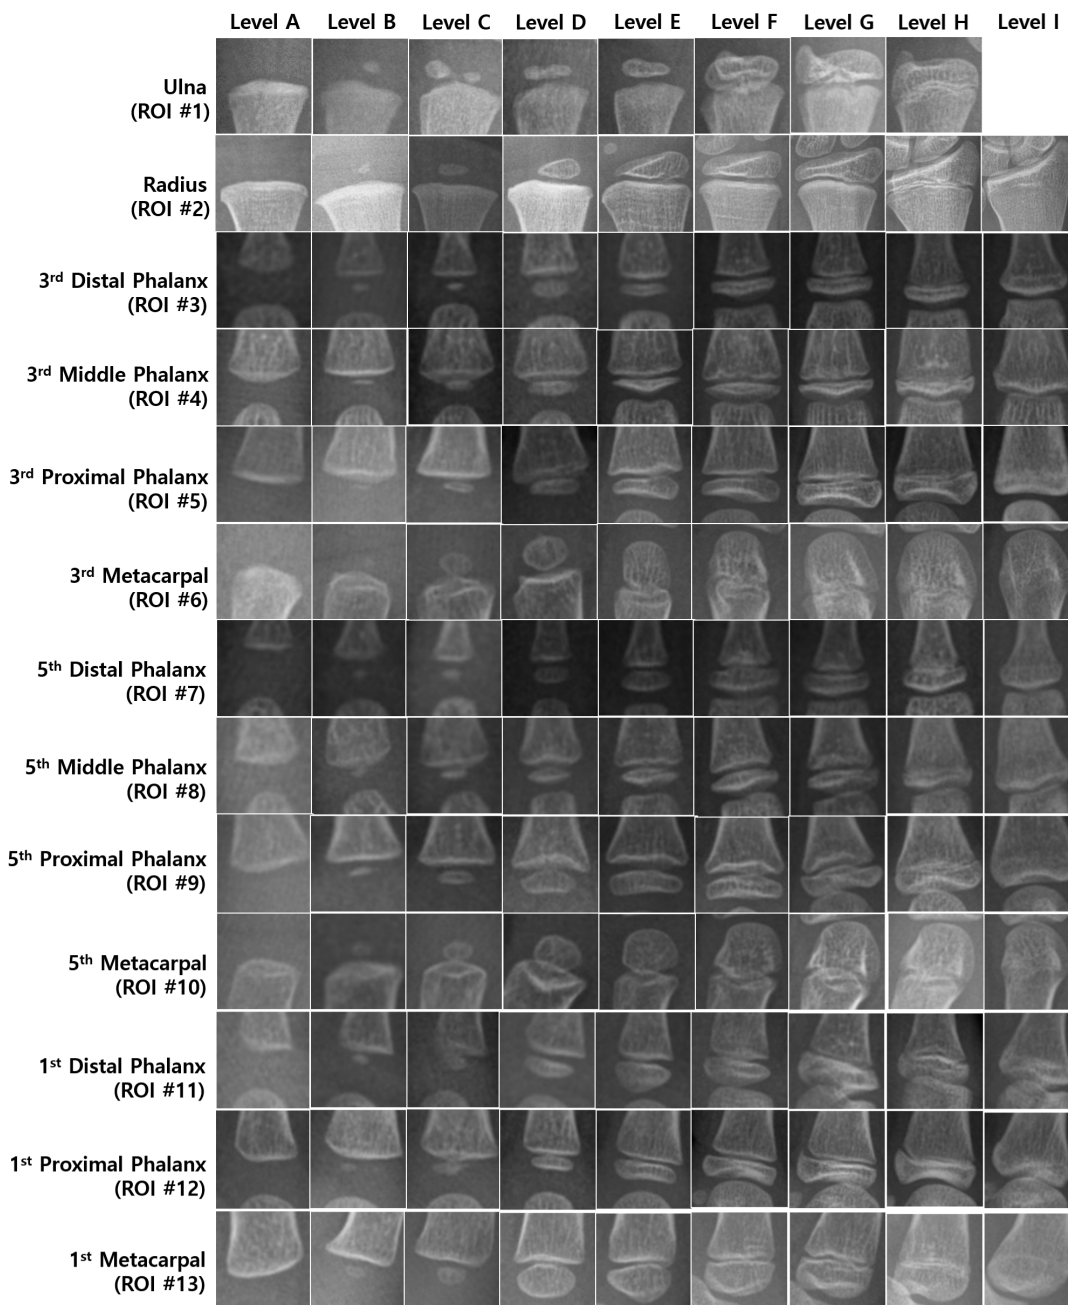 Level A Level B Level C Level D Level E Level F Level G Level H Level I
Ulna
(ROI #1)
Radius
(ROI #2)
3rd Distal Phalanx
(ROI #3)
3rd Middle Phalanx
(ROI #4)
3rd Proximal Phalanx
(ROI #5)
3rd Metacarpal
(ROI #6)
5th Distal Phalanx
(ROI #7)
5th Middle Phalanx
(ROI #8)
5th Proximal Phalanx
(ROI #9)
5th Metacarpal
(ROI #10)
1st Distal Phalanx
(ROI #11)
1st Proximal Phalanx
(ROI #12)
1st Metacarpal
(ROI #13)